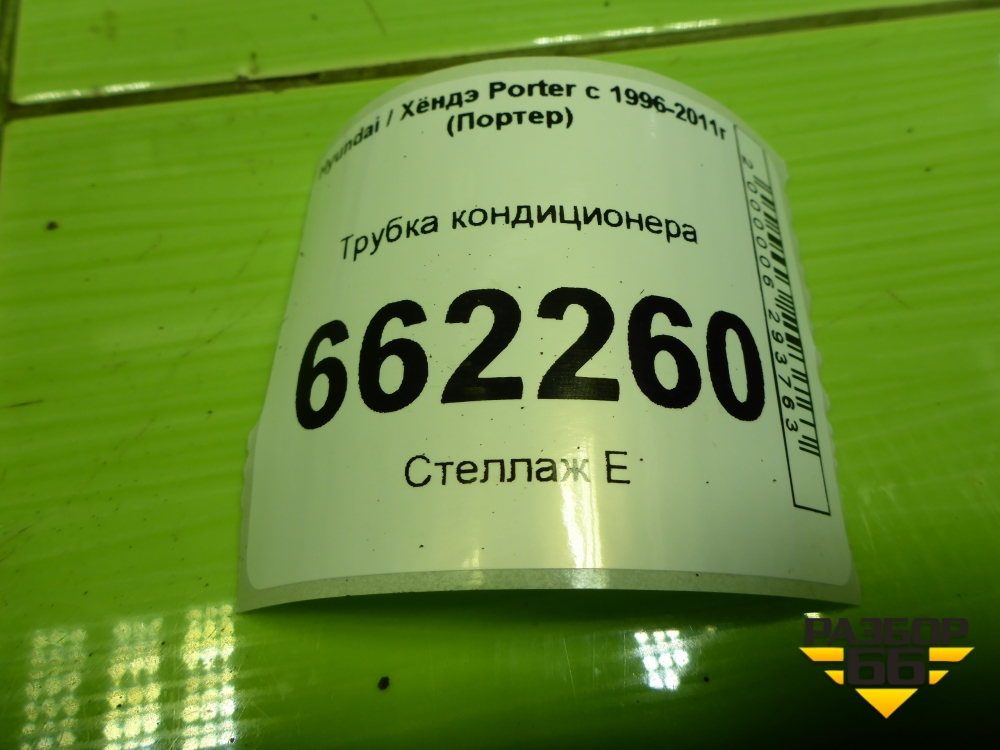 Hyundai / Хёндэ Porter с 1996-2011г
(Портер)
Трубка кондиционера
662260
Стеллаж Е
2000006293763
РАЗБОР
66